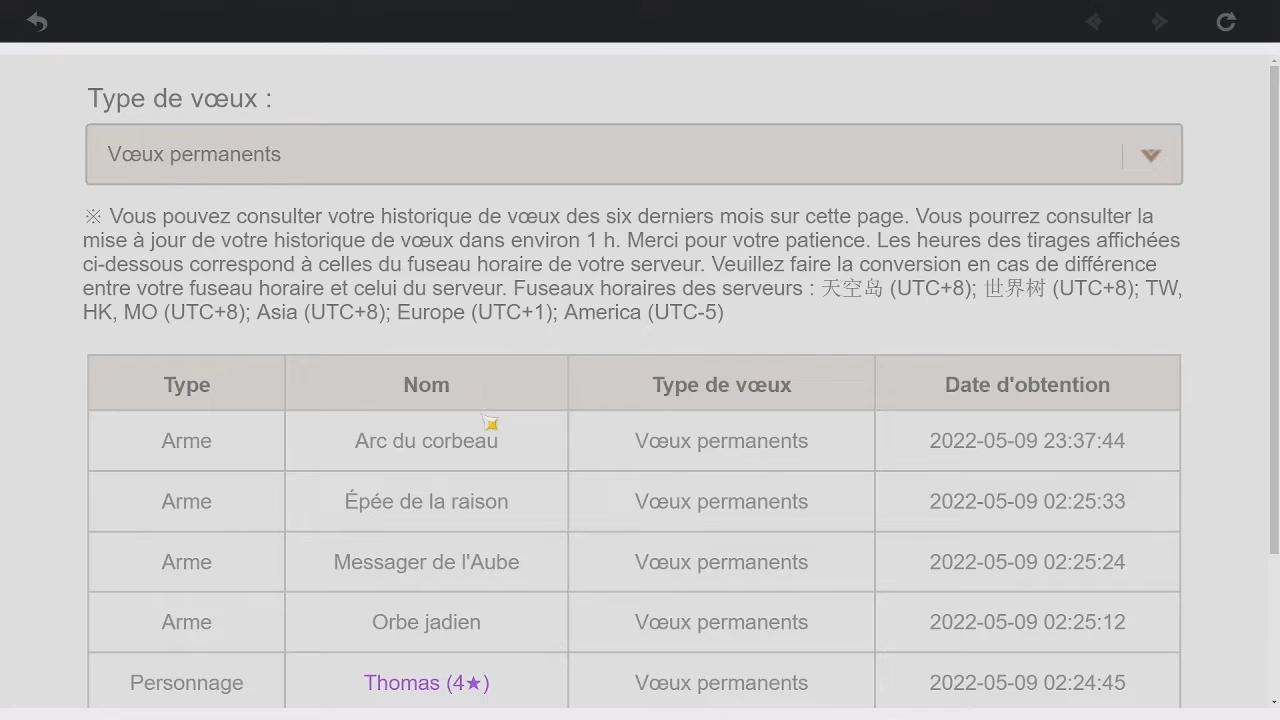 Type de vœux :
Vœux permanents
※ Vous pouvez consulter votre historique de vœux des six derniers mois sur cette page. Vous pourrez consulter la
mise à jour de votre historique de vœux dans environ 1 h. Merci pour votre patience. Les heures des tirages affichées
ci-dessous correspond à celles du fuseau horaire de votre serveur. Veuillez faire la conversion en cas de différence
entre votre fuseau horaire et celui du serveur. Fuseaux horaires des serveurs : 天空岛 (UTC+8); 世界树 (UTC+8); TW,
HK, MO (UTC+8); Asia (UTC+8); Europe (UTC+1); America (UTC-5)
Type Nom Type de vœux Date d'obtention
Arme Arc du corbeau Vœux permanents 2022-05-09 23:37:44
Arme Épée de la raison Vœux permanents 2022-05-09 02:25:33
Arme Messager de l'Aube Vœux permanents 2022-05-09 02:25:24
Arme Orbe jadien Vœux permanents 2022-05-09 02:25:12
Personnage Thomas (4★) Vœux permanents 2022-05-09 02:24:45